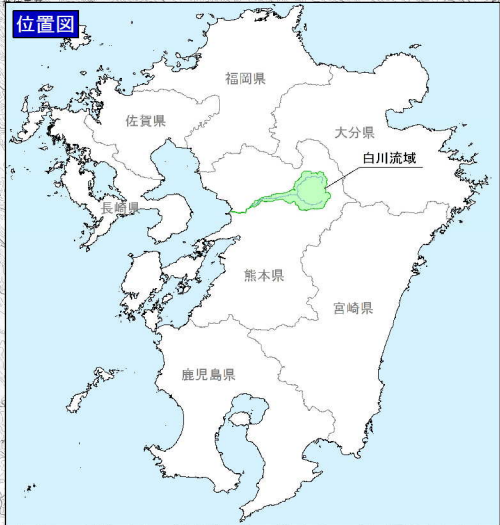 位置図
福岡県
佐賀県
大分県
白川流域
長崎県
熊本県
宮崎県
鹿児島県